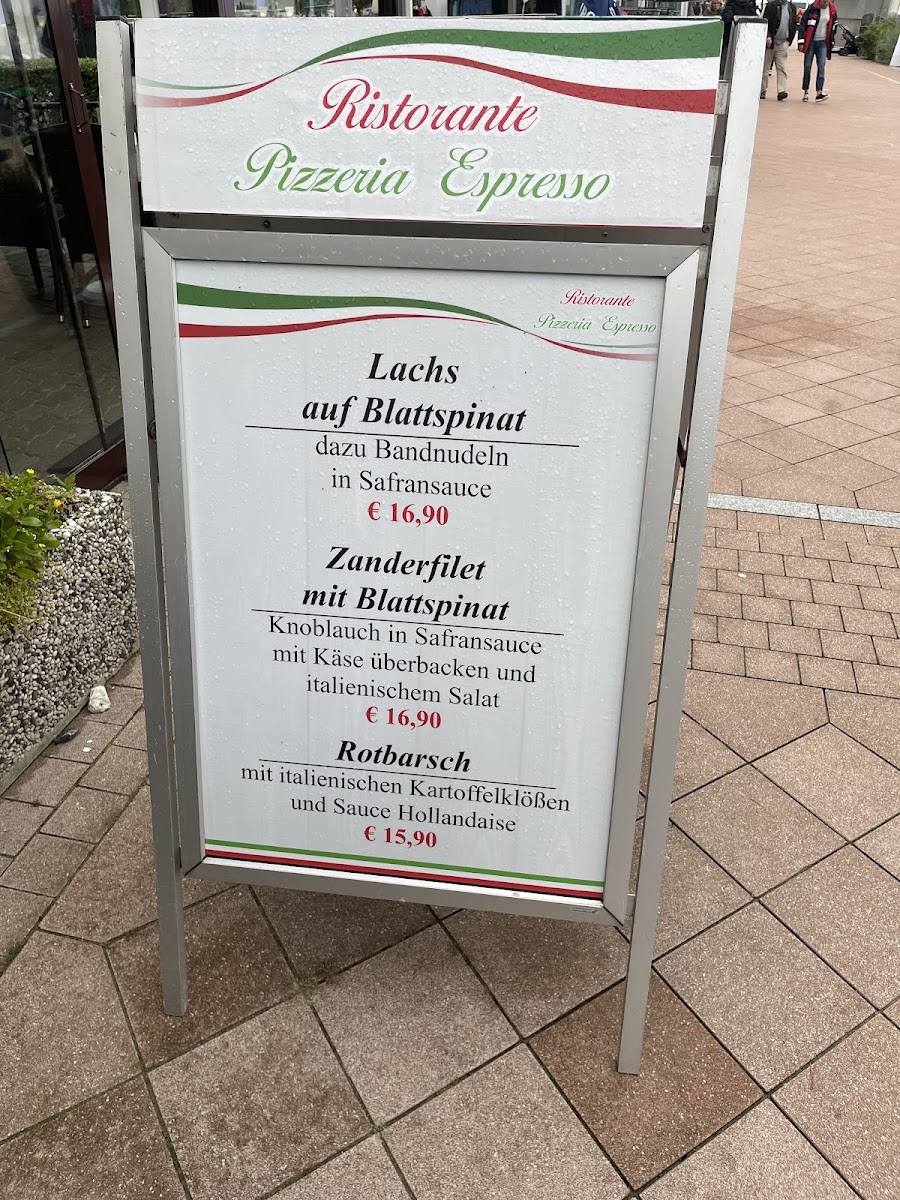 Ristorante
Pizzeria Espresso
Ristorante
Pizzeria Espresso
Lachs
auf Blattspinat
dazu Bandnudeln
in Safransauce
€ 16,90
Zanderfilet
mit Blattspinat
Knoblauch in Safransauce
mit Käse überbacken und
italienischem Salat
€ 16,90
Rotbarsch
mit italienischen Kartoffelklößen
und Sauce Hollandaise
€ 15,90